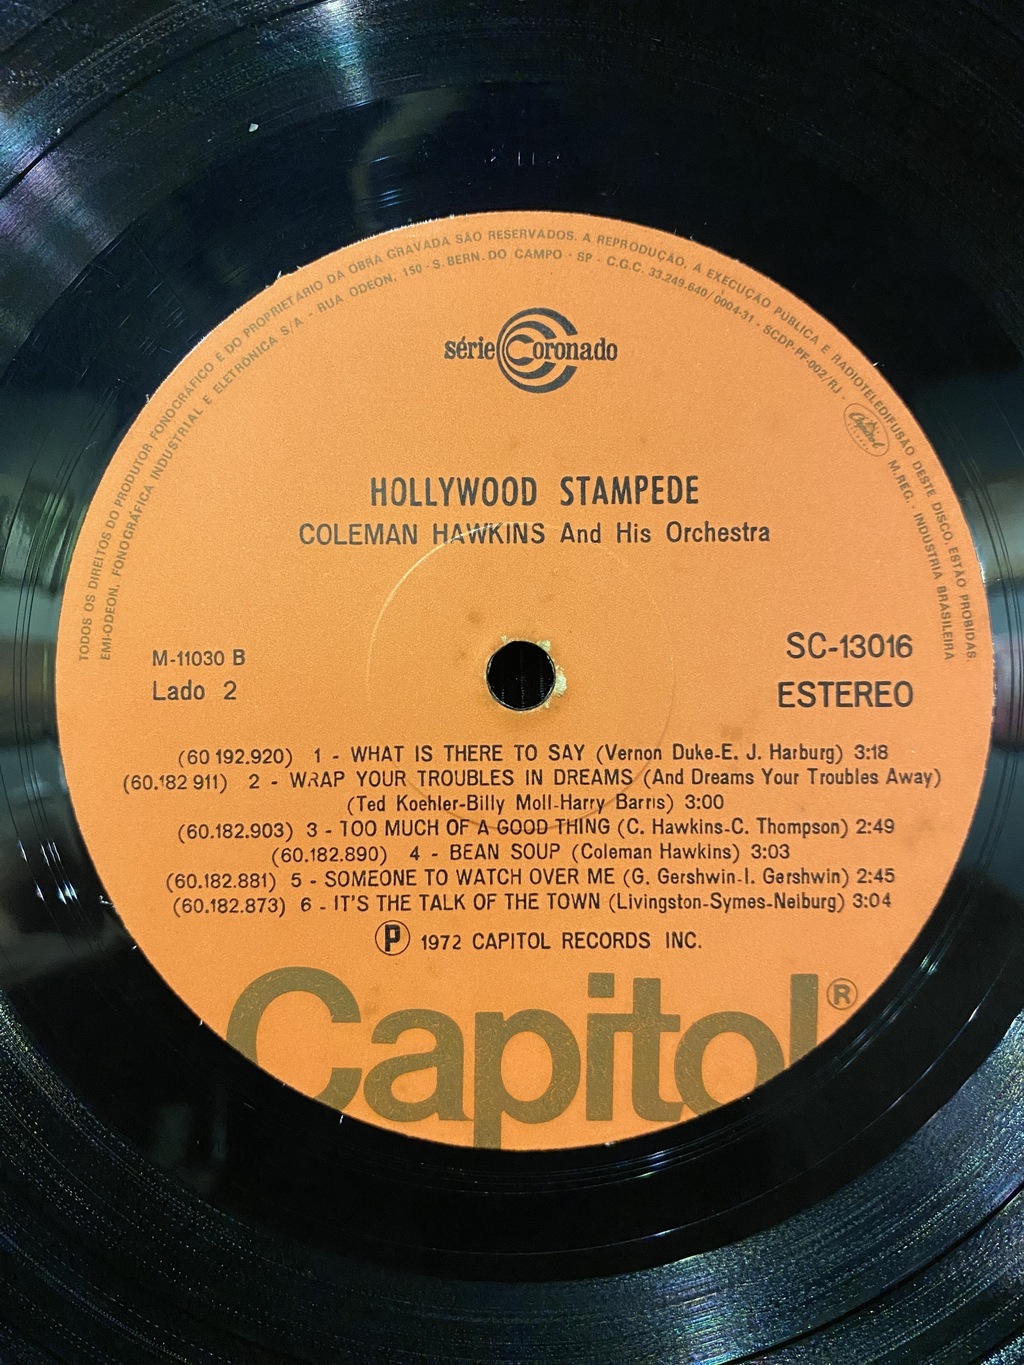 TODOS OS DIREITOS DO PRODUTOR FONOGRÁFICO E DO PROPRIETÁRIO DA OBRA GRAVADA SÃO RESERVADOS. A REPRODUÇÃO, A EXECUÇÃO PÚBLICA E RADIOTELEDIFUSÃO DESTE DISCO, ESTÃO PROIBIDAS.
EMI-ODEON, FONOGRÁFICA INDUSTRIAL E ELETRÔNICA S/A - RUA ODEON, 150 - S. BERN. DO CAMPO - SP - C.G.C. 33.249.640/0004-31 - SCDP-PF-002/RJ - Capitol M.REG. - INDUSTRIA BRASILEIRA
série Coronado
HOLLYWOOD STAMPEDE
COLEMAN HAWKINS And His Orchestra
M-11030 B
Lado 2
SC-13016
ESTEREO
(60 192.920) 1 - WHAT IS THERE TO SAY (Vernon Duke-E. J. Harburg) 3:18
(60.182 911) 2 - WRAP YOUR TROUBLES IN DREAMS (And Dreams Your Troubles Away)
(Ted Koehler-Billy Moll-Harry Barris) 3:00
(60.182.903) 3 - TOO MUCH OF A GOOD THING (C. Hawkins-C. Thompson) 2:49
(60.182.890) 4 - BEAN SOUP (Coleman Hawkins) 3:03
(60.182.881) 5 - SOMEONE TO WATCH OVER ME (G. Gershwin-I. Gershwin) 2:45
(60.182.873) 6 - IT'S THE TALK OF THE TOWN (Livingston-Symes-Neiburg) 3:04
Ⓟ 1972 CAPITOL RECORDS INC.
Capitol®